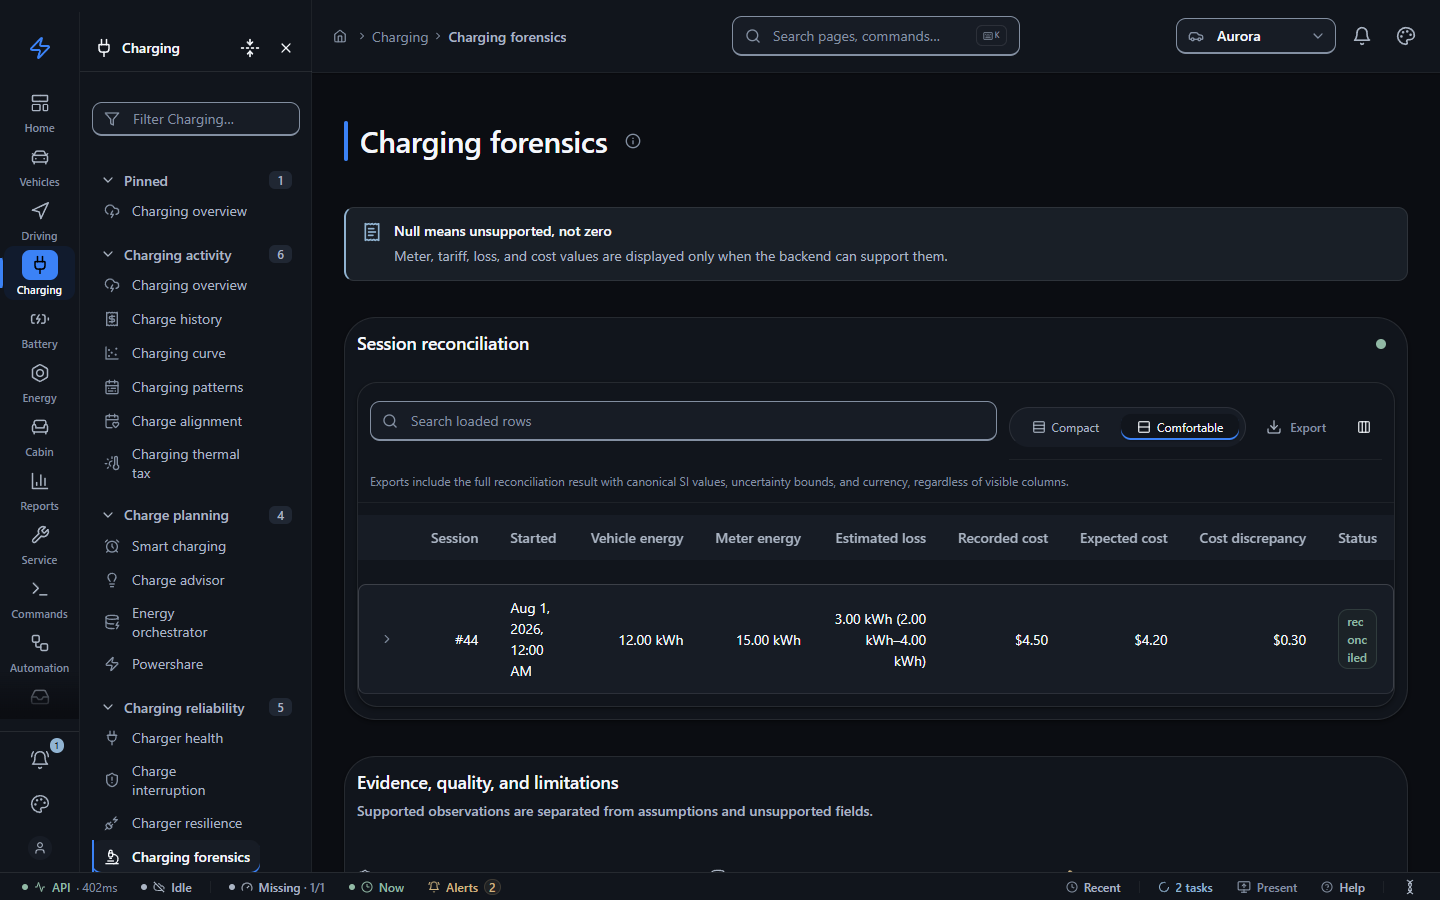 Charging
Charging
Charging forensics
Search pages, commands...
K
Aurora
Home
Vehicles
Driving
Charging
Battery
Energy
Cabin
Reports
Service
Commands
Automation
1
Filter Charging...
Pinned
1
Charging overview
Charging activity
6
Charging overview
Charge history
Charging curve
Charging patterns
Charge alignment
Charging thermal
tax
Charge planning
4
Smart charging
Charge advisor
Energy
orchestrator
Powershare
Charging reliability
5
Charger health
Charge
interruption
Charger resilience
Charging forensics
Charging forensics
Null means unsupported, not zero
Meter, tariff, loss, and cost values are displayed only when the backend can support them.
Session reconciliation
Search loaded rows
Compact
Comfortable
Export
Exports include the full reconciliation result with canonical SI values, uncertainty bounds, and currency, regardless of visible columns.
Session Started Vehicle energy Meter energy Estimated loss Recorded cost Expected cost Cost discrepancy Status
#44
Aug 1,
2026,
12:00
AM
12.00 kWh
15.00 kWh
3.00 kWh (2.00
kWh–4.00
kWh)
$4.50
$4.20
$0.30
rec
onc
iled
Evidence, quality, and limitations
Supported observations are separated from assumptions and unsupported fields.
API · 402ms
Idle
Missing · 1/1
Now
Alerts 2
Recent
2 tasks
Present
Help